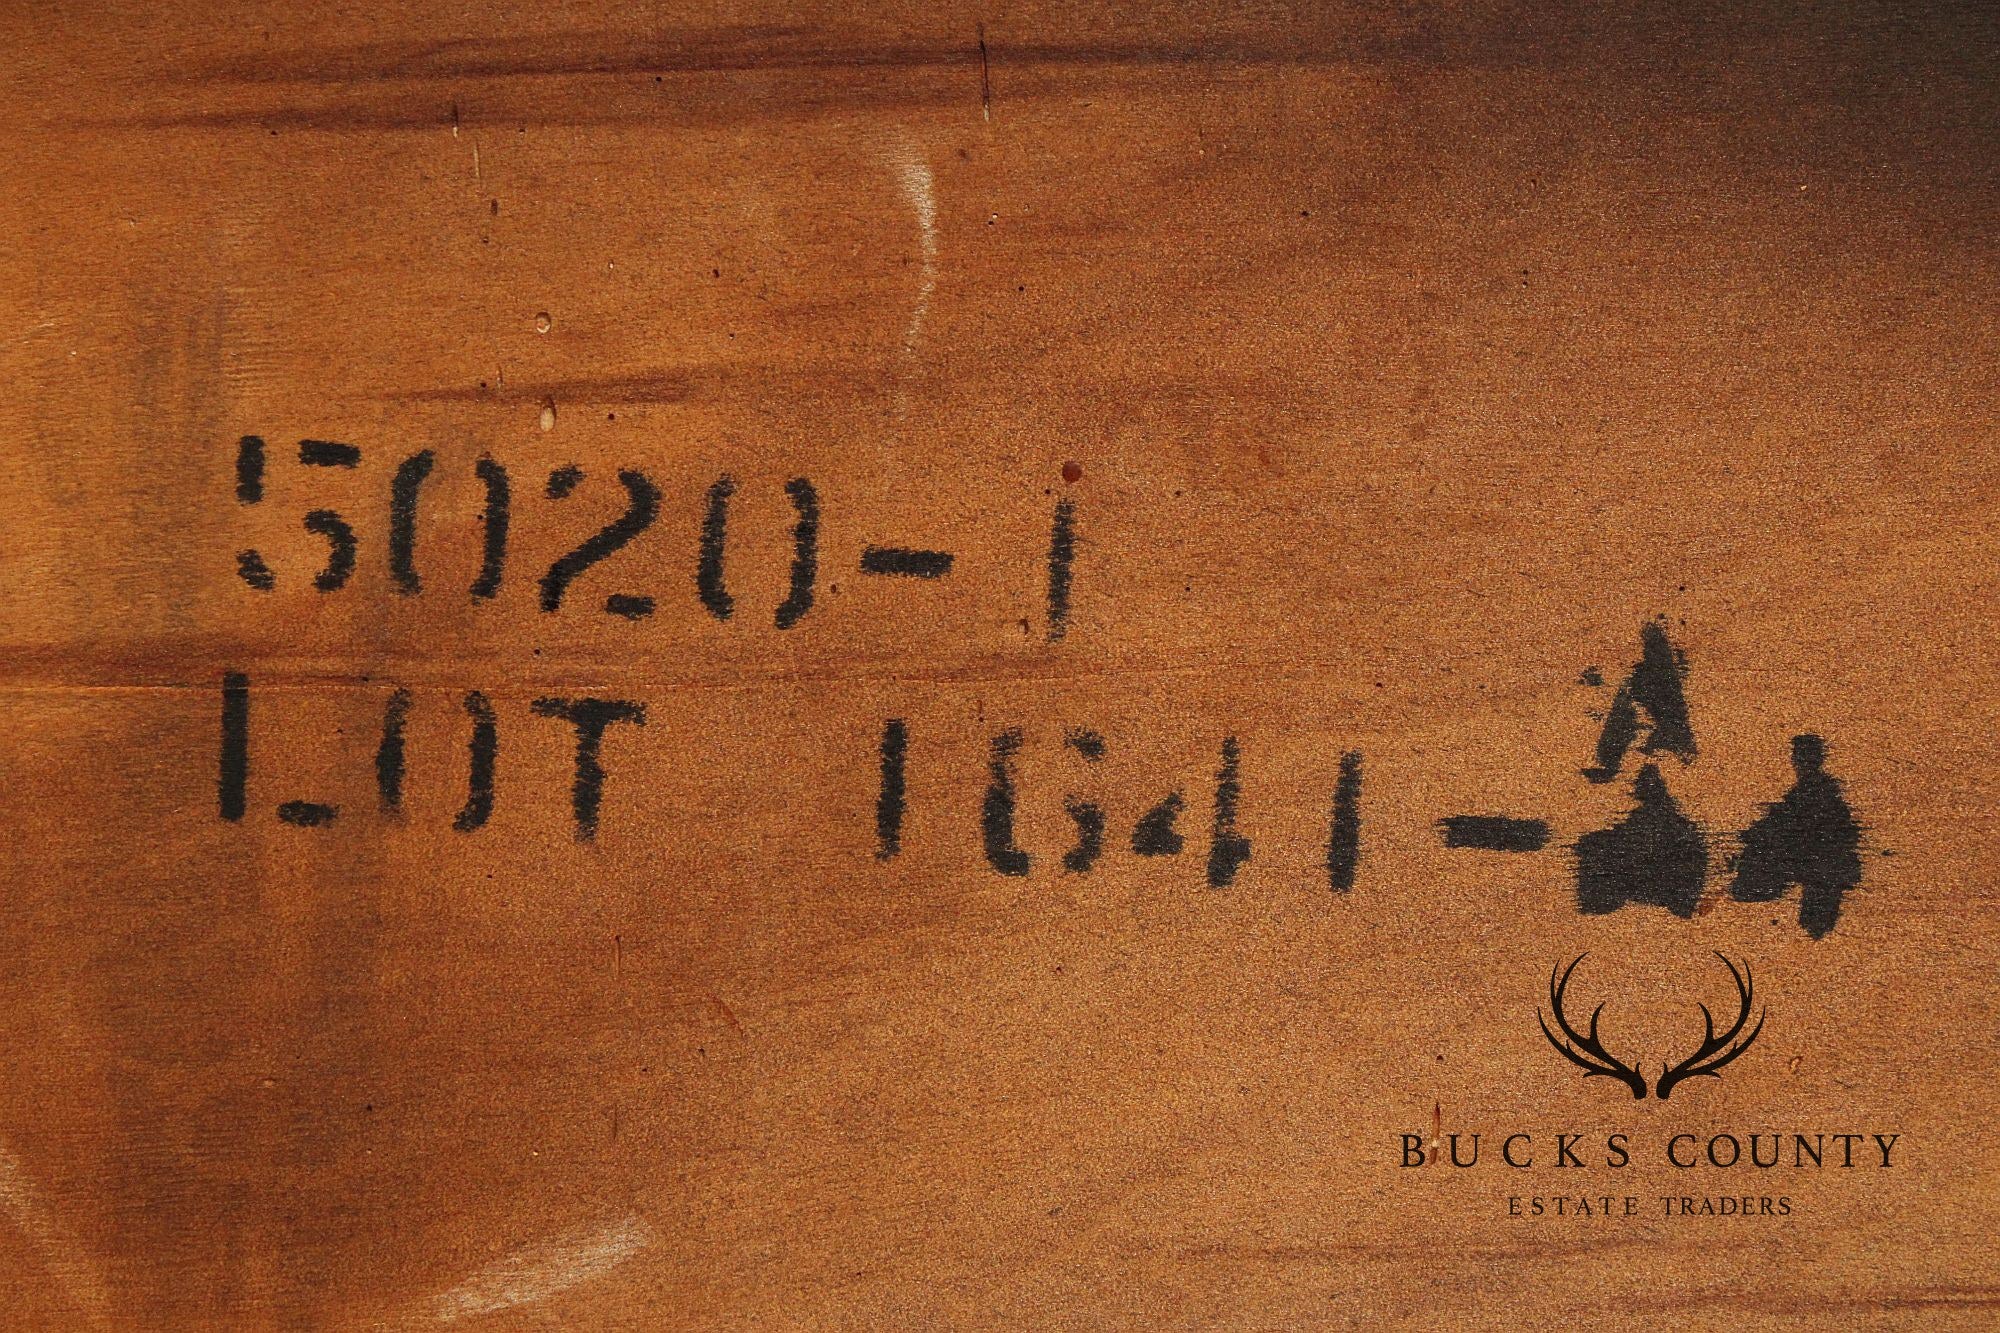 5020-1
LOT 1641-
BUCKS COUNTY
ESTATE TRADERS